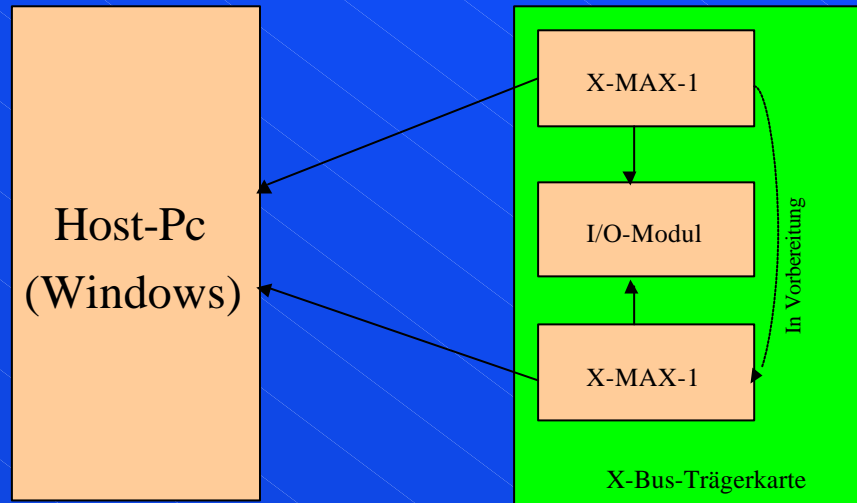 Host-Pc
(Windows)
X-MAX-1
I/O-Modul
X-MAX-1
In Vorbereitung
X-Bus-Trägerkarte